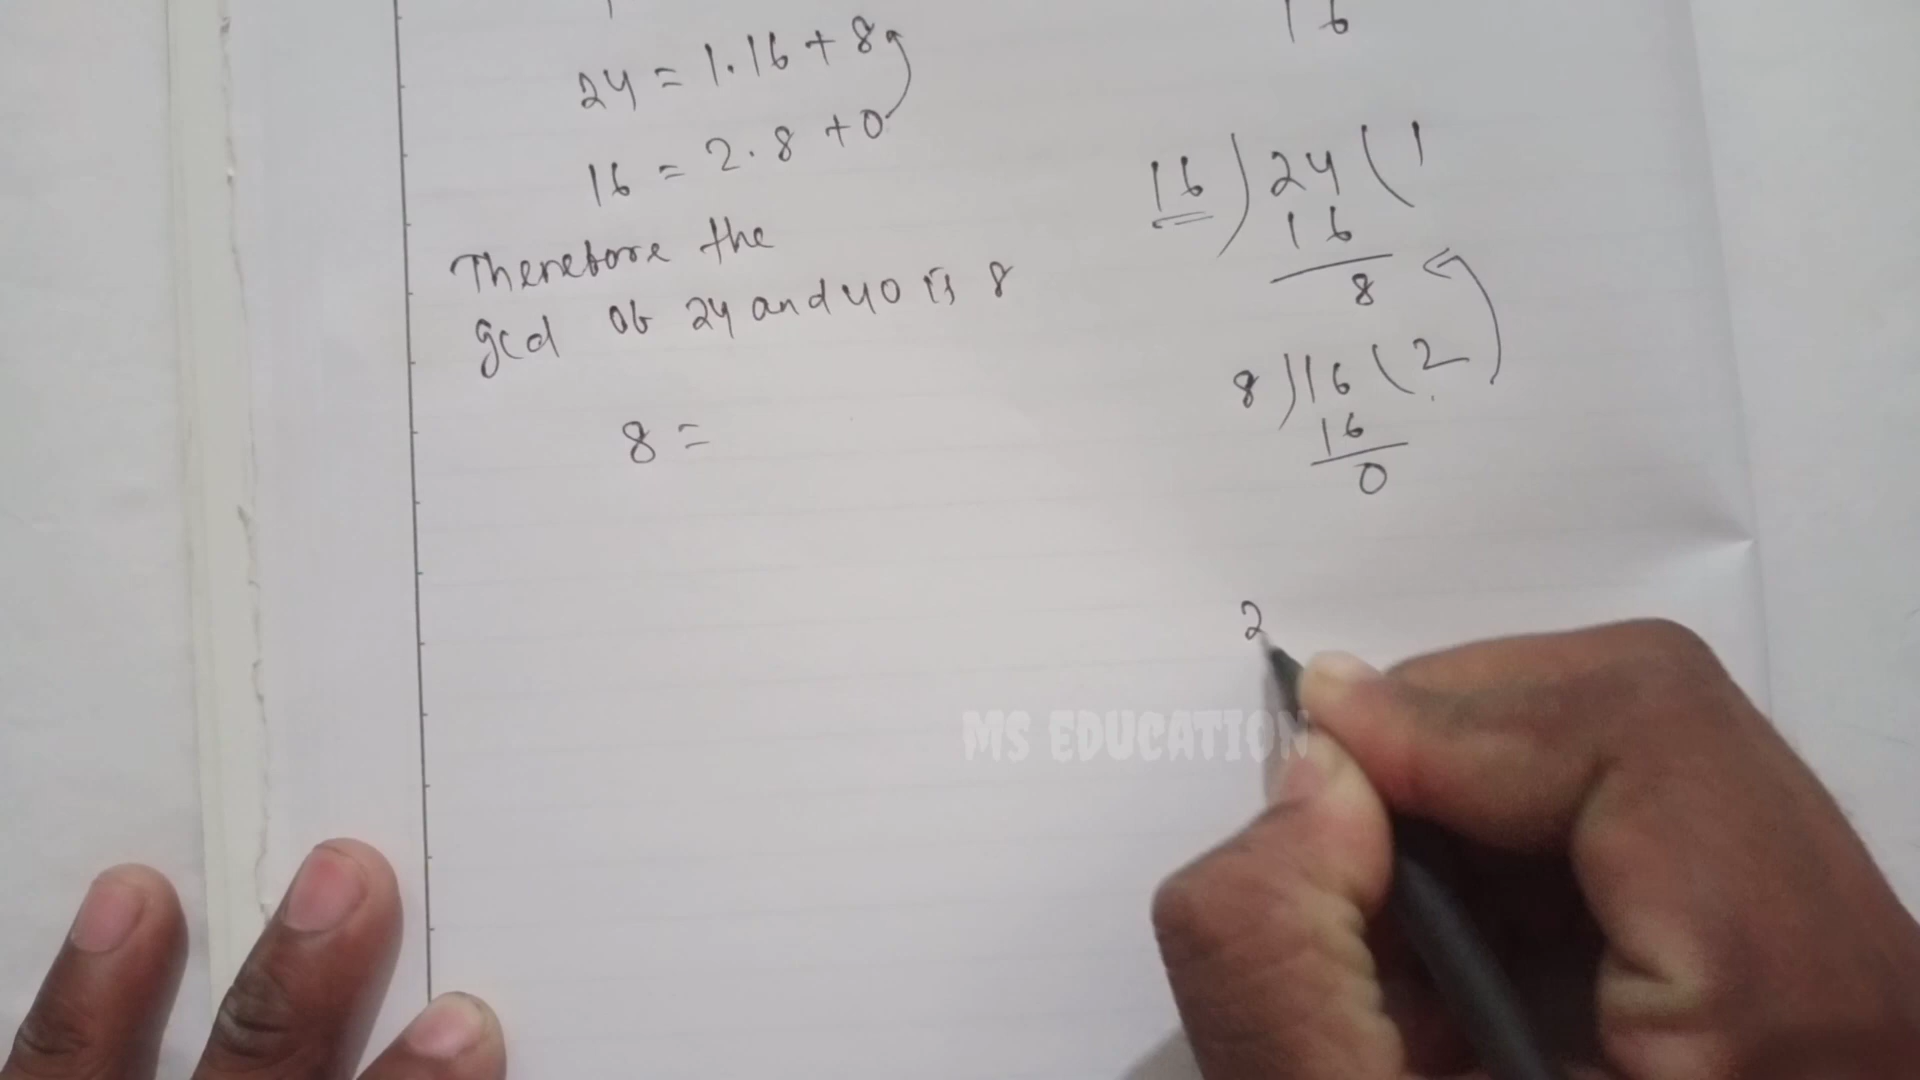 24 = 1.16 + 8
16 = 2.8 + 0
Therefore the
gcd of 24 and 40 is 8
8 =
16
16 ) 24 ( 1
16
8
8 ) 16 ( 2
16
0
2
MS EDUCATION